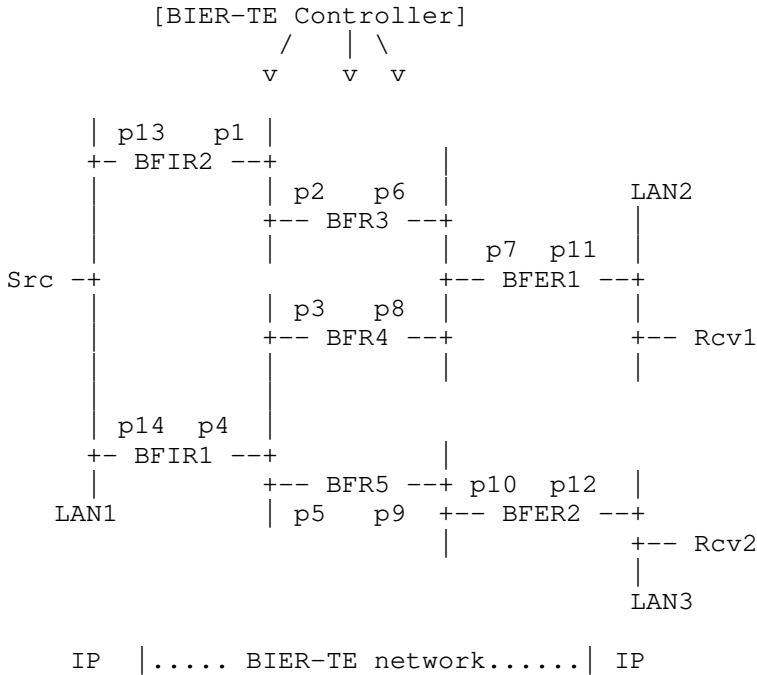 [BIER-TE Controller]
/ | \
v v v
| p13 p1 |
+- BFIR2 --+ |
| | p2 p6 | LAN2
| +-- BFR3 --+ |
| | | p7 p11 |
Src -+ +-- BFER1 --+
| | p3 p8 | |
| +-- BFR4 --+ +-- Rcv1
| | | |
| |
| p14 p4 |
+- BFIR1 --+ |
| +-- BFR5 --+ p10 p12 |
LAN1 | p5 p9 +-- BFER2 --+
| +-- Rcv2
|
LAN3
IP |..... BIER-TE network......| IP